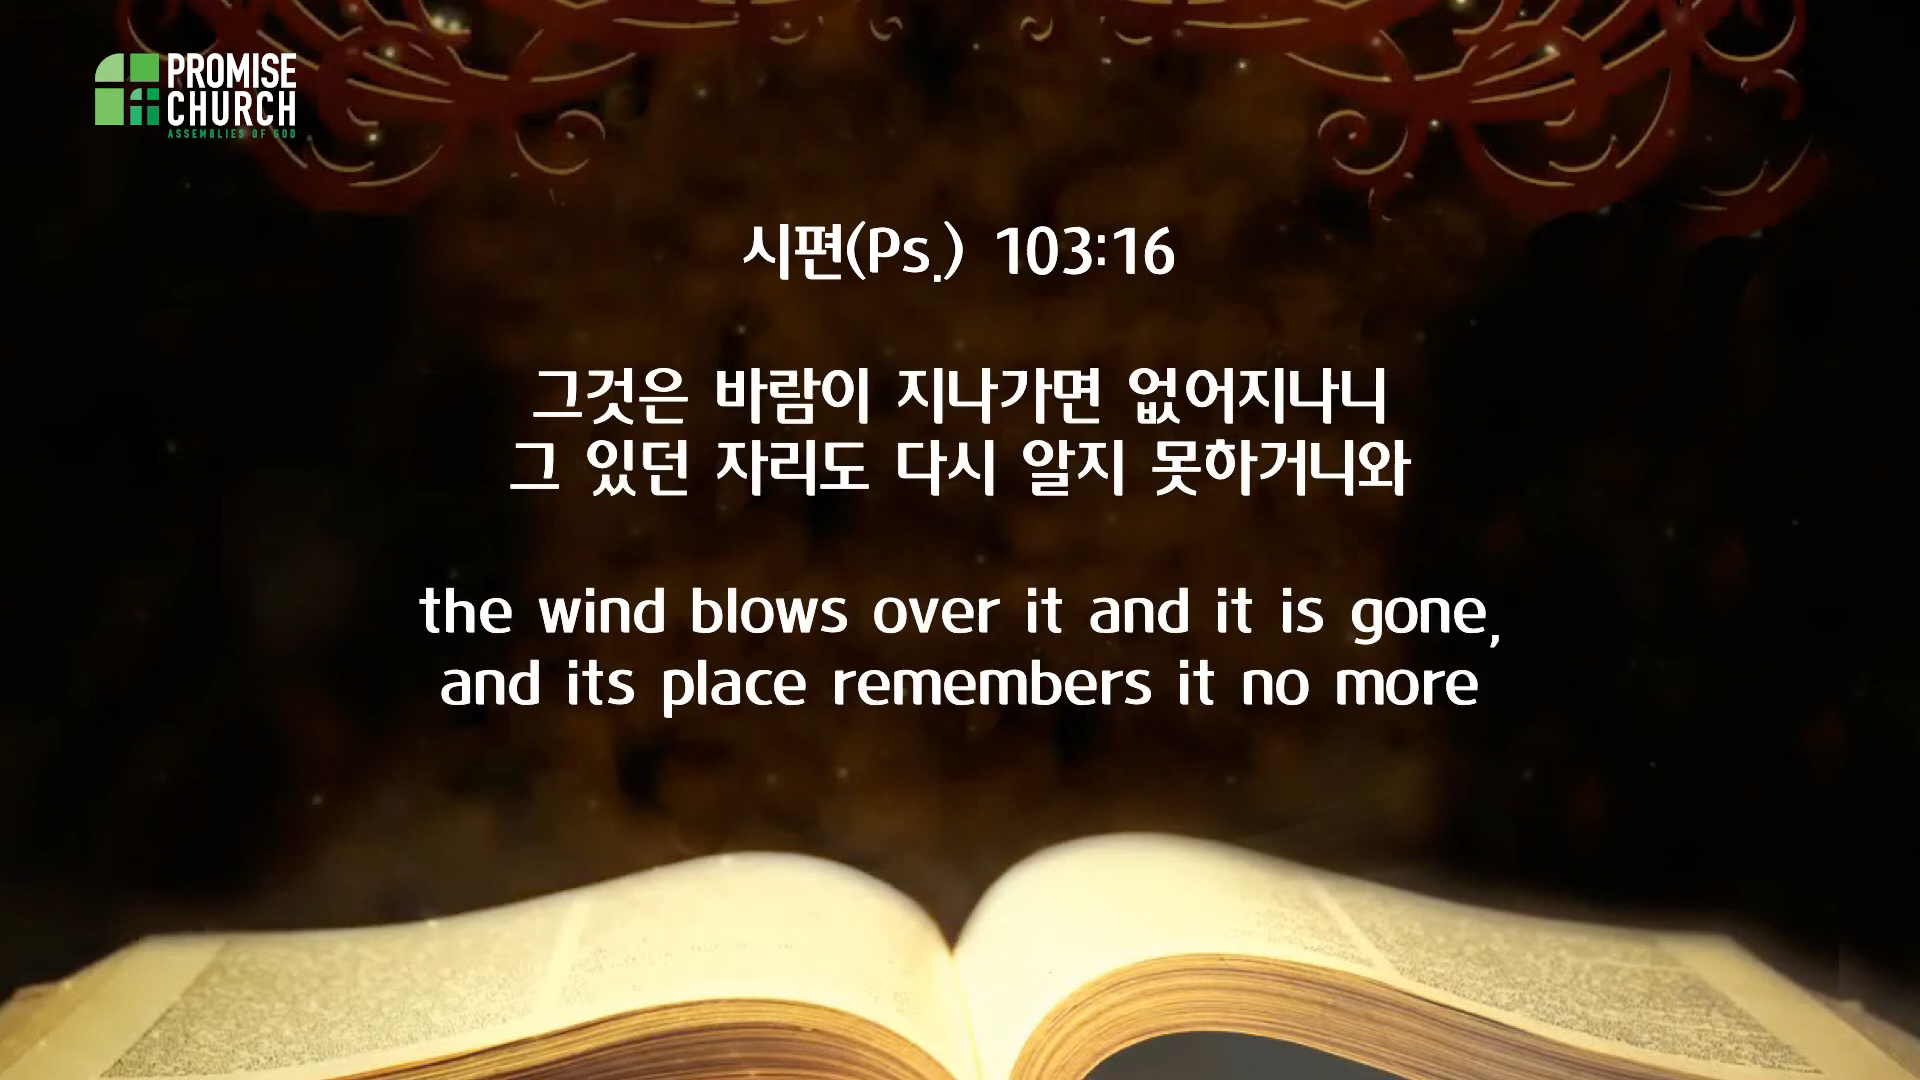 PROMISE
CHURCH
ASSEMBLIES OF GOD
시편(Ps.) 103:16
그것은 바람이 지나가면 없어지나니
그 있던 자리도 다시 알지 못하거니와
the wind blows over it and it is gone,
and its place remembers it no more